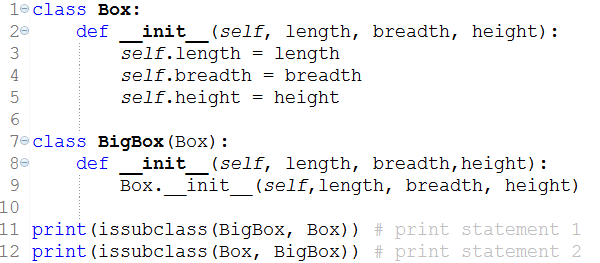 1 class Box:
2     def __init__(self, length, breadth, height):
3         self.length = length
4         self.breadth = breadth
5         self.height = height
6
7 class BigBox(Box):
8     def __init__(self, length, breadth,height):
9         Box.__init__(self,length, breadth, height)
10
11 print(issubclass(BigBox, Box)) # print statement 1
12 print(issubclass(Box, BigBox)) # print statement 2